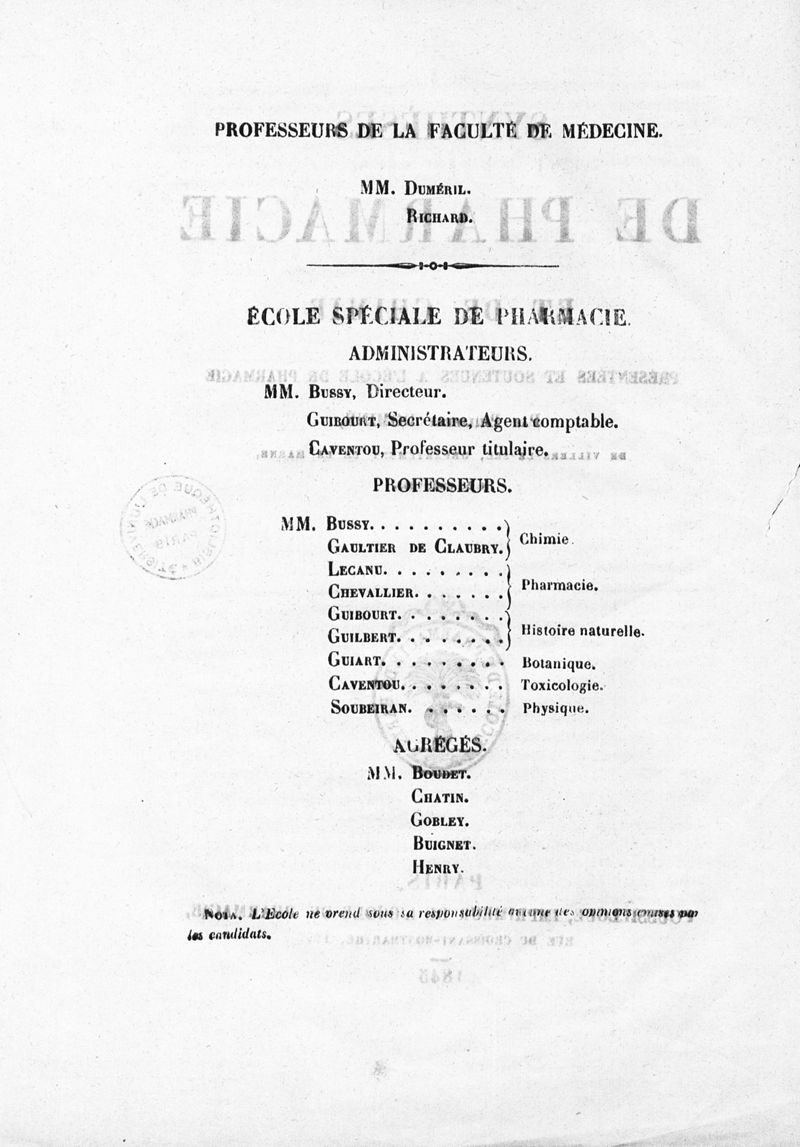 PROFESSEURS DE LA FACULTÉ DE MÉDECINE.
MM. DUMÉRIL.
RICHARD.
ÉCOLE SPÉCIALE DE PHARMACIE.
ADMINISTRATEURS.
MM. BUSSY, Directeur.
GUIBOURT, Secrétaire, Agent comptable.
CAVENTOU, Professeur titulaire.
PROFESSEURS.
MM. BUSSY. . . . . . . . . .
GAULTIER DE CLAUBRY. } Chimie.
LECANU. . . . . . . . .
CHEVALLIER. . . . . . . } Pharmacie.
GUIBOURT. . . . . . . .
GUILBERT. . . . . . . . } Histoire naturelle.
GUIART. . . . . . . . . Botanique.
CAVENTOU. . . . . . . . Toxicologie.
SOUBEIRAN. . . . . . . Physique.
AGRÉGÉS.
MM. BOUDET.
CHATIN.
GOBLEY.
BUIGNET.
HENRY.
NOTA. L'Ecole ne prend sous sa responsabilité aucune des opinions émises par
les candidats.